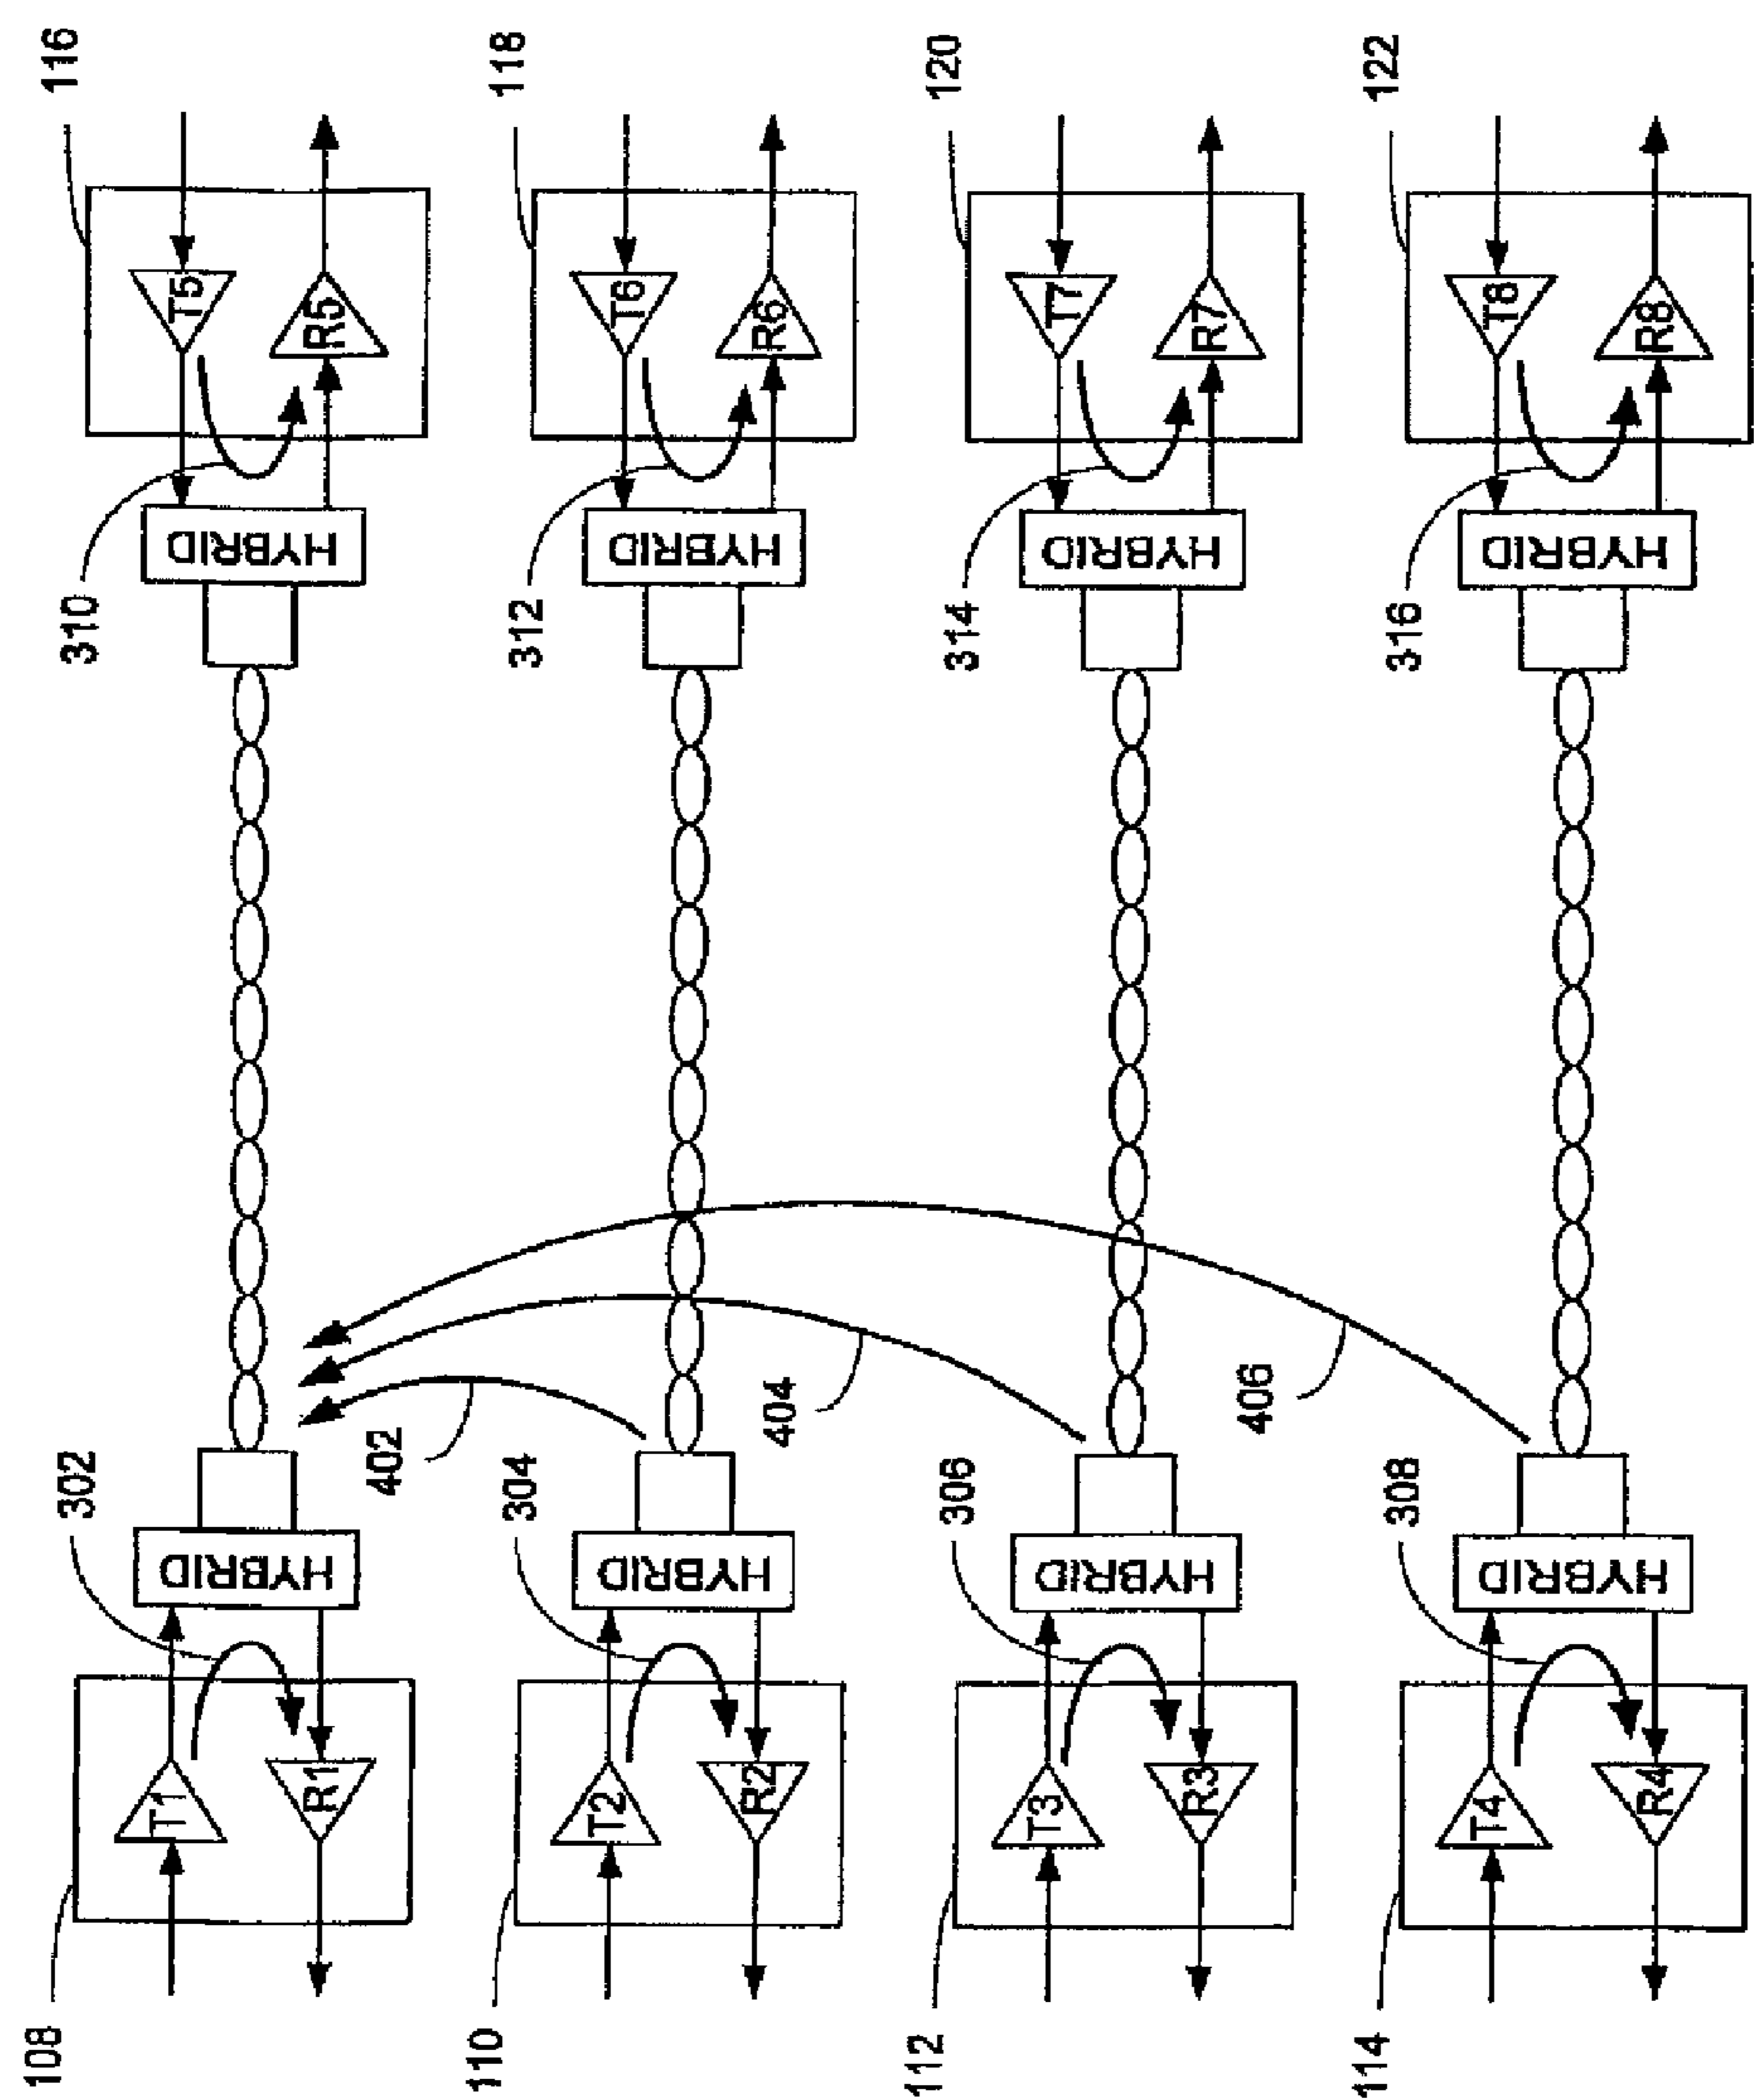 108
T1
R1
302
HYBRID
402
310
HYBRID
T5
R5
116
110
T2
R2
304
HYBRID
404
312
HYBRID
T6
R6
118
112
T3
R3
306
HYBRID
406
314
HYBRID
T7
R7
120
114
T4
R4
308
HYBRID
316
HYBRID
T8
R8
122